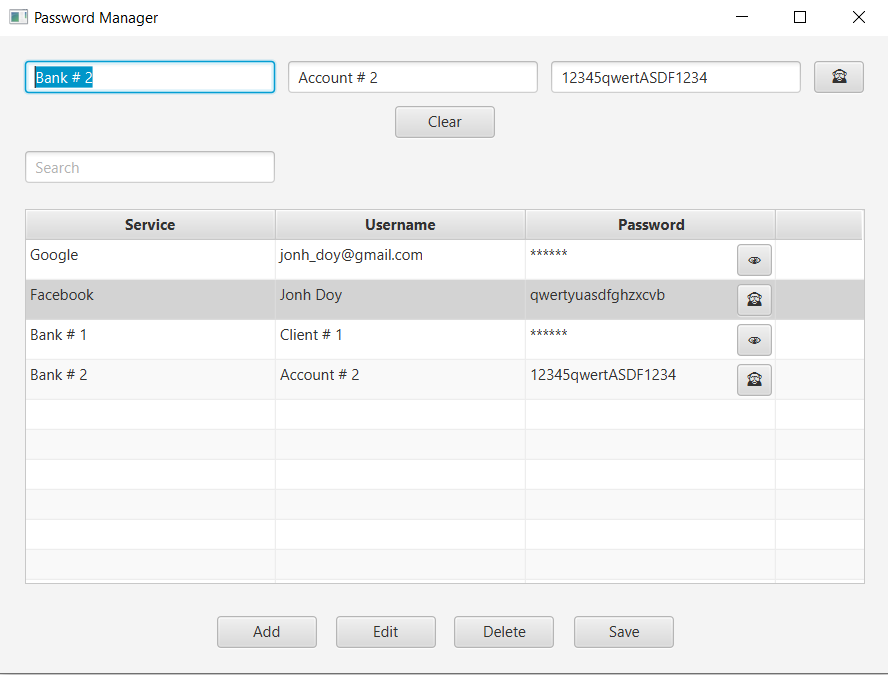 Password Manager
Bank # 2 Account # 2 12345qwertASDF1234
Clear
Search
Service Username Password
Google jonh_doy@gmail.com ******
Facebook Jonh Doy qwertyuasdfghzxcvb
Bank # 1 Client # 1 ******
Bank # 2 Account # 2 12345qwertASDF1234
Add Edit Delete Save